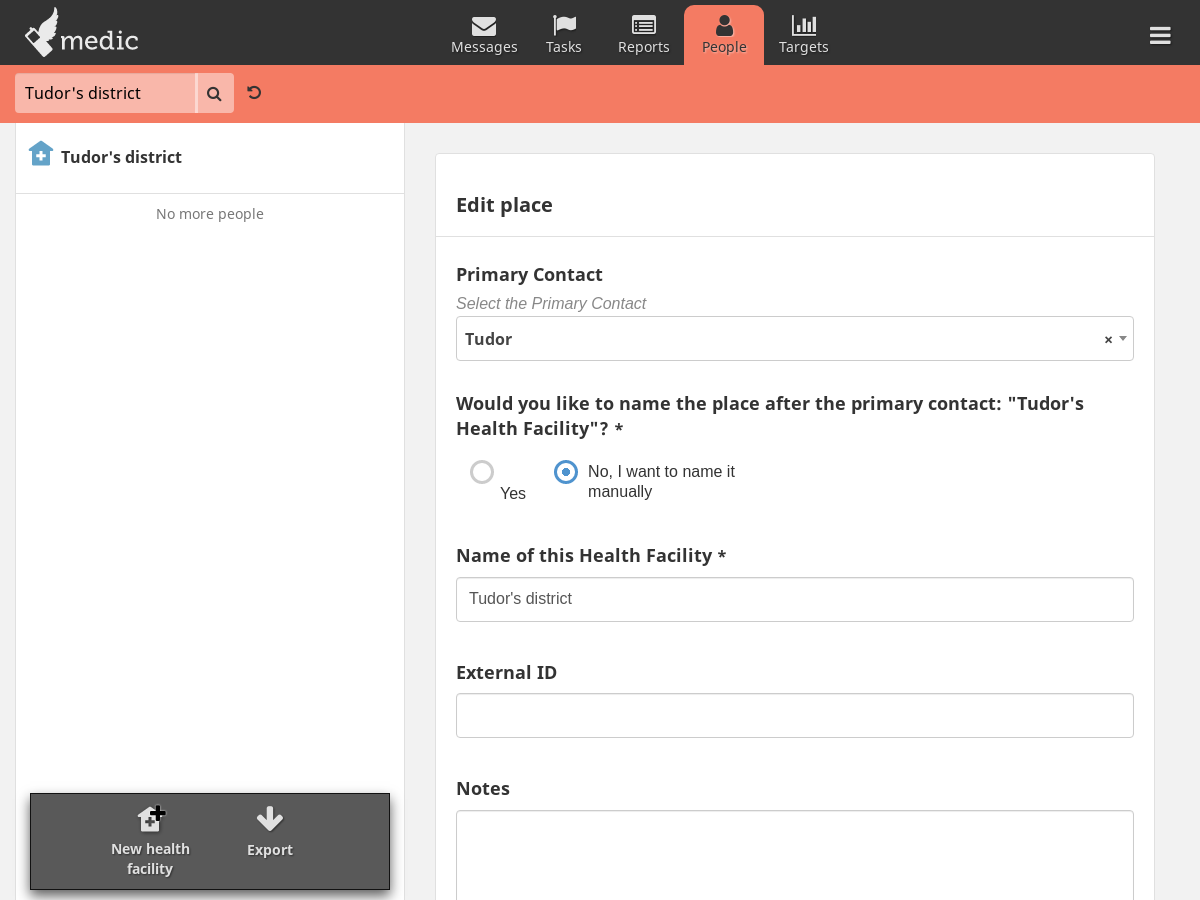 medic
Messages
Tasks
Reports
People
Targets
Tudor's district
Tudor's district
No more people
New health
facility
Export
Edit place
Primary Contact
Select the Primary Contact
Tudor ×
Would you like to name the place after the primary contact: "Tudor's
Health Facility"? *
Yes
No, I want to name it
manually
Name of this Health Facility *
Tudor's district
External ID
Notes